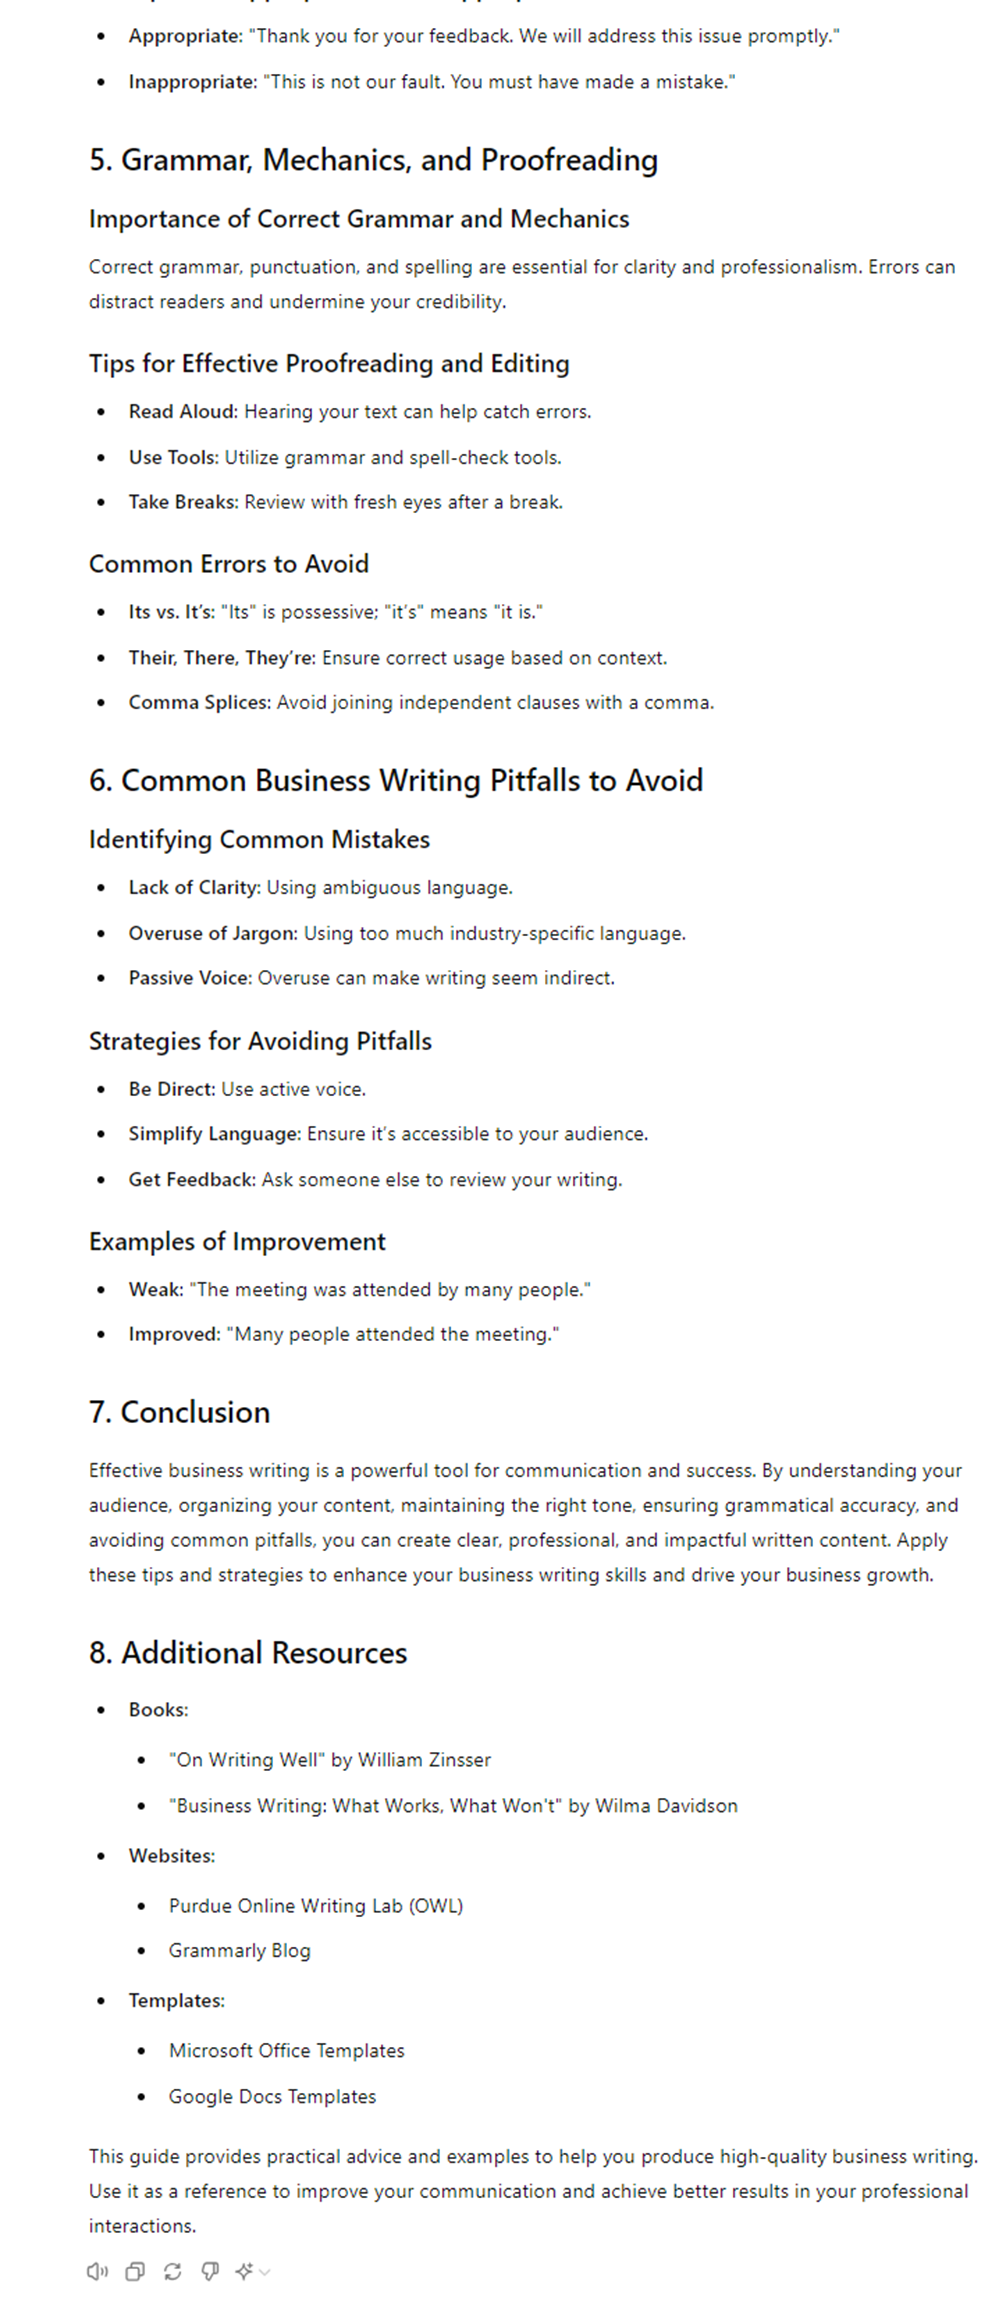 Appropriate: "Thank you for your feedback. We will address this issue promptly."
Inappropriate: "This is not our fault. You must have made a mistake."
5. Grammar, Mechanics, and Proofreading
Importance of Correct Grammar and Mechanics
Correct grammar, punctuation, and spelling are essential for clarity and professionalism. Errors can
distract readers and undermine your credibility.
Tips for Effective Proofreading and Editing
Read Aloud: Hearing your text can help catch errors.
Use Tools: Utilize grammar and spell-check tools.
Take Breaks: Review with fresh eyes after a break.
Common Errors to Avoid
Its vs. It's: "Its" is possessive; "it's" means "it is."
Their, There, They're: Ensure correct usage based on context.
Comma Splices: Avoid joining independent clauses with a comma.
6. Common Business Writing Pitfalls to Avoid
Identifying Common Mistakes
Lack of Clarity: Using ambiguous language.
Overuse of Jargon: Using too much industry-specific language.
Passive Voice: Overuse can make writing seem indirect.
Strategies for Avoiding Pitfalls
Be Direct: Use active voice.
Simplify Language: Ensure it's accessible to your audience.
Get Feedback: Ask someone else to review your writing.
Examples of Improvement
Weak: "The meeting was attended by many people."
Improved: "Many people attended the meeting."
7. Conclusion
Effective business writing is a powerful tool for communication and success. By understanding your
audience, organizing your content, maintaining the right tone, ensuring grammatical accuracy, and
avoiding common pitfalls, you can create clear, professional, and impactful written content. Apply
these tips and strategies to enhance your business writing skills and drive your business growth.
8. Additional Resources
Books:
"On Writing Well" by William Zinsser
"Business Writing: What Works, What Won't" by Wilma Davidson
Websites:
Purdue Online Writing Lab (OWL)
Grammarly Blog
Templates:
Microsoft Office Templates
Google Docs Templates
This guide provides practical advice and examples to help you produce high-quality business writing.
Use it as a reference to improve your communication and achieve better results in your professional
interactions.